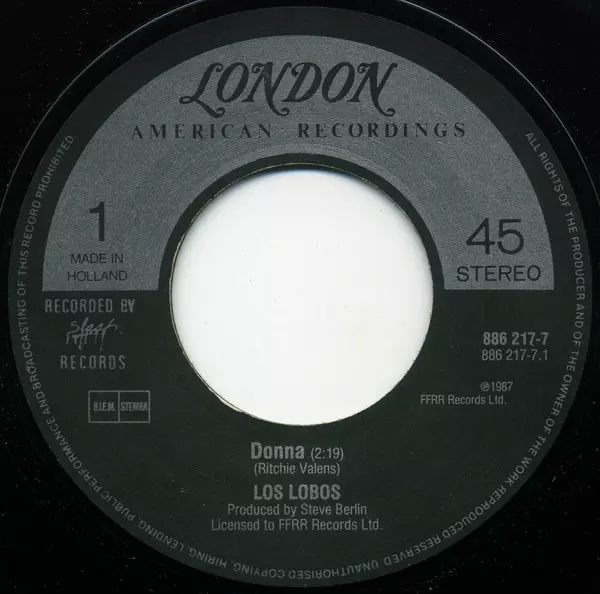 LONDON
AMERICAN RECORDINGS
1
MADE IN
HOLLAND
45
STEREO
RECORDED BY
slash
RECORDS
886 217-7
886 217-7.1
℗1987
FFRR Records Ltd.
B.I.E.M. STEMRA
Donna (2:19)
(Ritchie Valens)
LOS LOBOS
Produced by Steve Berlin
Licensed to FFRR Records Ltd.
ALL RIGHTS OF THE PRODUCER AND OF THE OWNER OF THE WORK REPRODUCED RESERVED. UNAUTHORISED COPYING, HIRING, LENDING, PUBLIC PERFORMANCE AND BROADCASTING OF THIS RECORD PROHIBITED